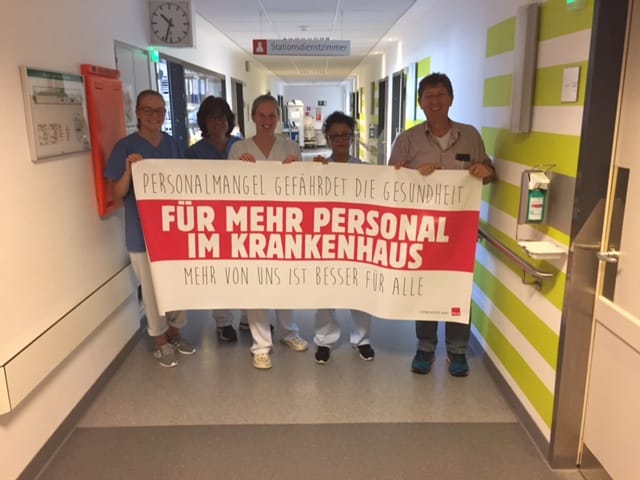 Stationsdienstzimmer
PERSONALMANGEL GEFÄHRDET DIE GESUNDHEIT
FÜR MEHR PERSONAL
IM KRANKENHAUS
MEHR VON UNS IST BESSER FÜR ALLE